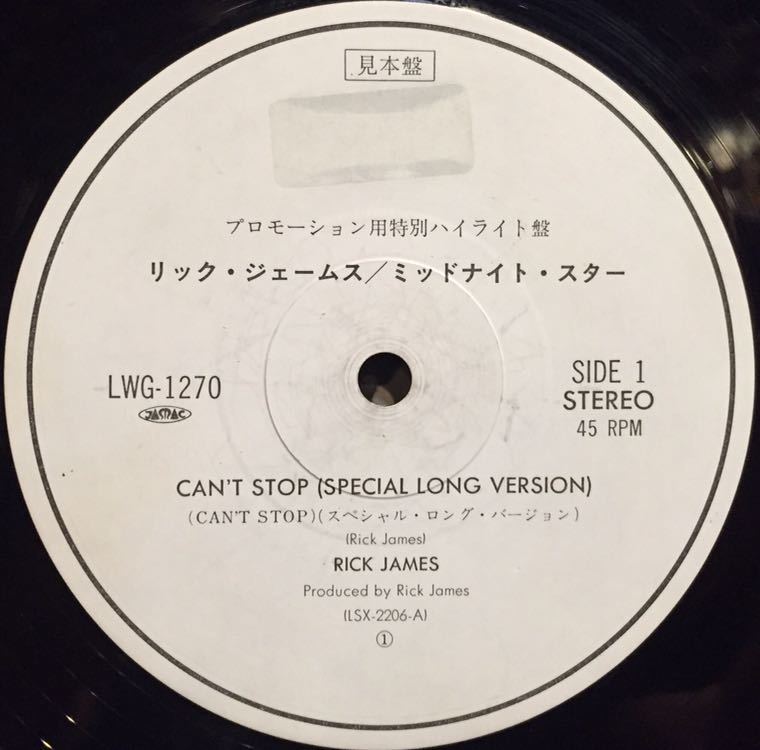 見本盤
プロモーション用特別ハイライト盤
リック・ジェームス/ミッドナイト・スター
LWG-1270
JASRAC
SIDE 1
STEREO
45 RPM
CAN'T STOP (SPECIAL LONG VERSION)
(CAN'T STOP)(スペシャル・ロング・バージョン)
(Rick James)
RICK JAMES
Produced by Rick James
(LSX-2206-A)
①